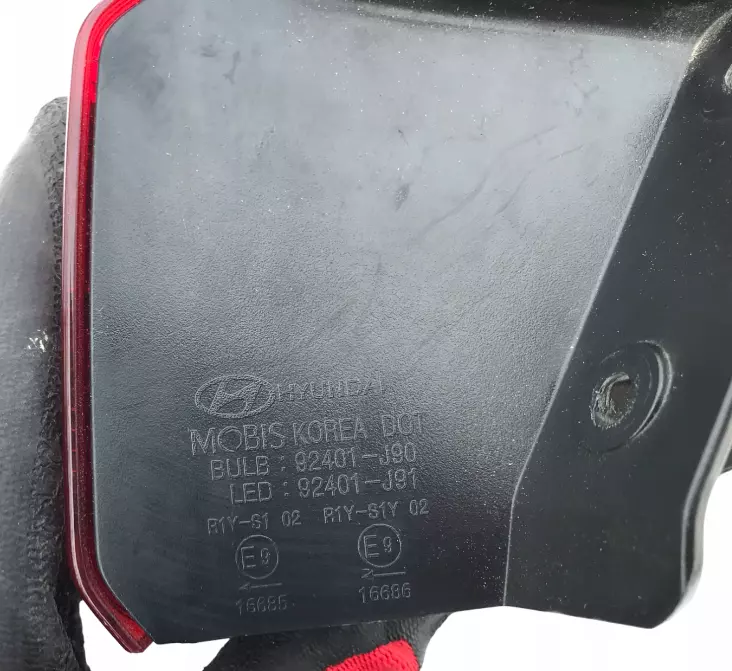 HYUNDAI
MOBIS KOREA DOT
BULB : 92401-J90
LED : 92401-J91
R1Y-S1 02 R1Y-S1Y 02
E9 E9
16685 16686